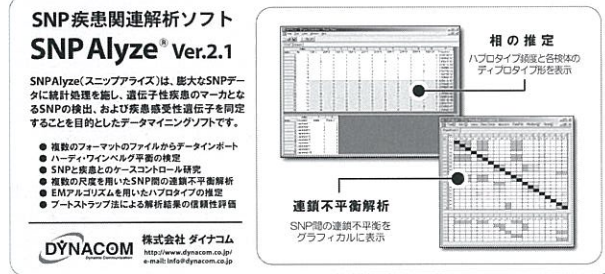 SNP疾患関連解析ソフト
SNPAlyze® Ver.2.1
SNPAlyze(スニップアライズ)は、膨大なSNPデー
タに統計処理を施し、遺伝子性疾患のマーカとな
るSNPの検出、および疾患感受性遺伝子を同定
することを目的としたデータマイニングソフトです。
● 複数のフォーマットのファイルからデータインポート
● ハーディ・ワインベルグ平衡の検定
● SNPと疾患とのケースコントロール研究
● 複数の尺度を用いたSNP間の連鎖不平衡解析
● EMアルゴリズムを用いたハプロタイプの推定
● ブートストラップ法による解析結果の信頼性評価
DYNACOM
Dynamic Communication
株式会社 ダイナコム
http://www.dynacom.co.jp/
e-mail: info@dynacom.co.jp
相の推定
ハプロタイプ頻度と各検体の
ディプロタイプ形を表示
連鎖不平衡解析
SNP間の連鎖不平衡を
グラフィカルに表示